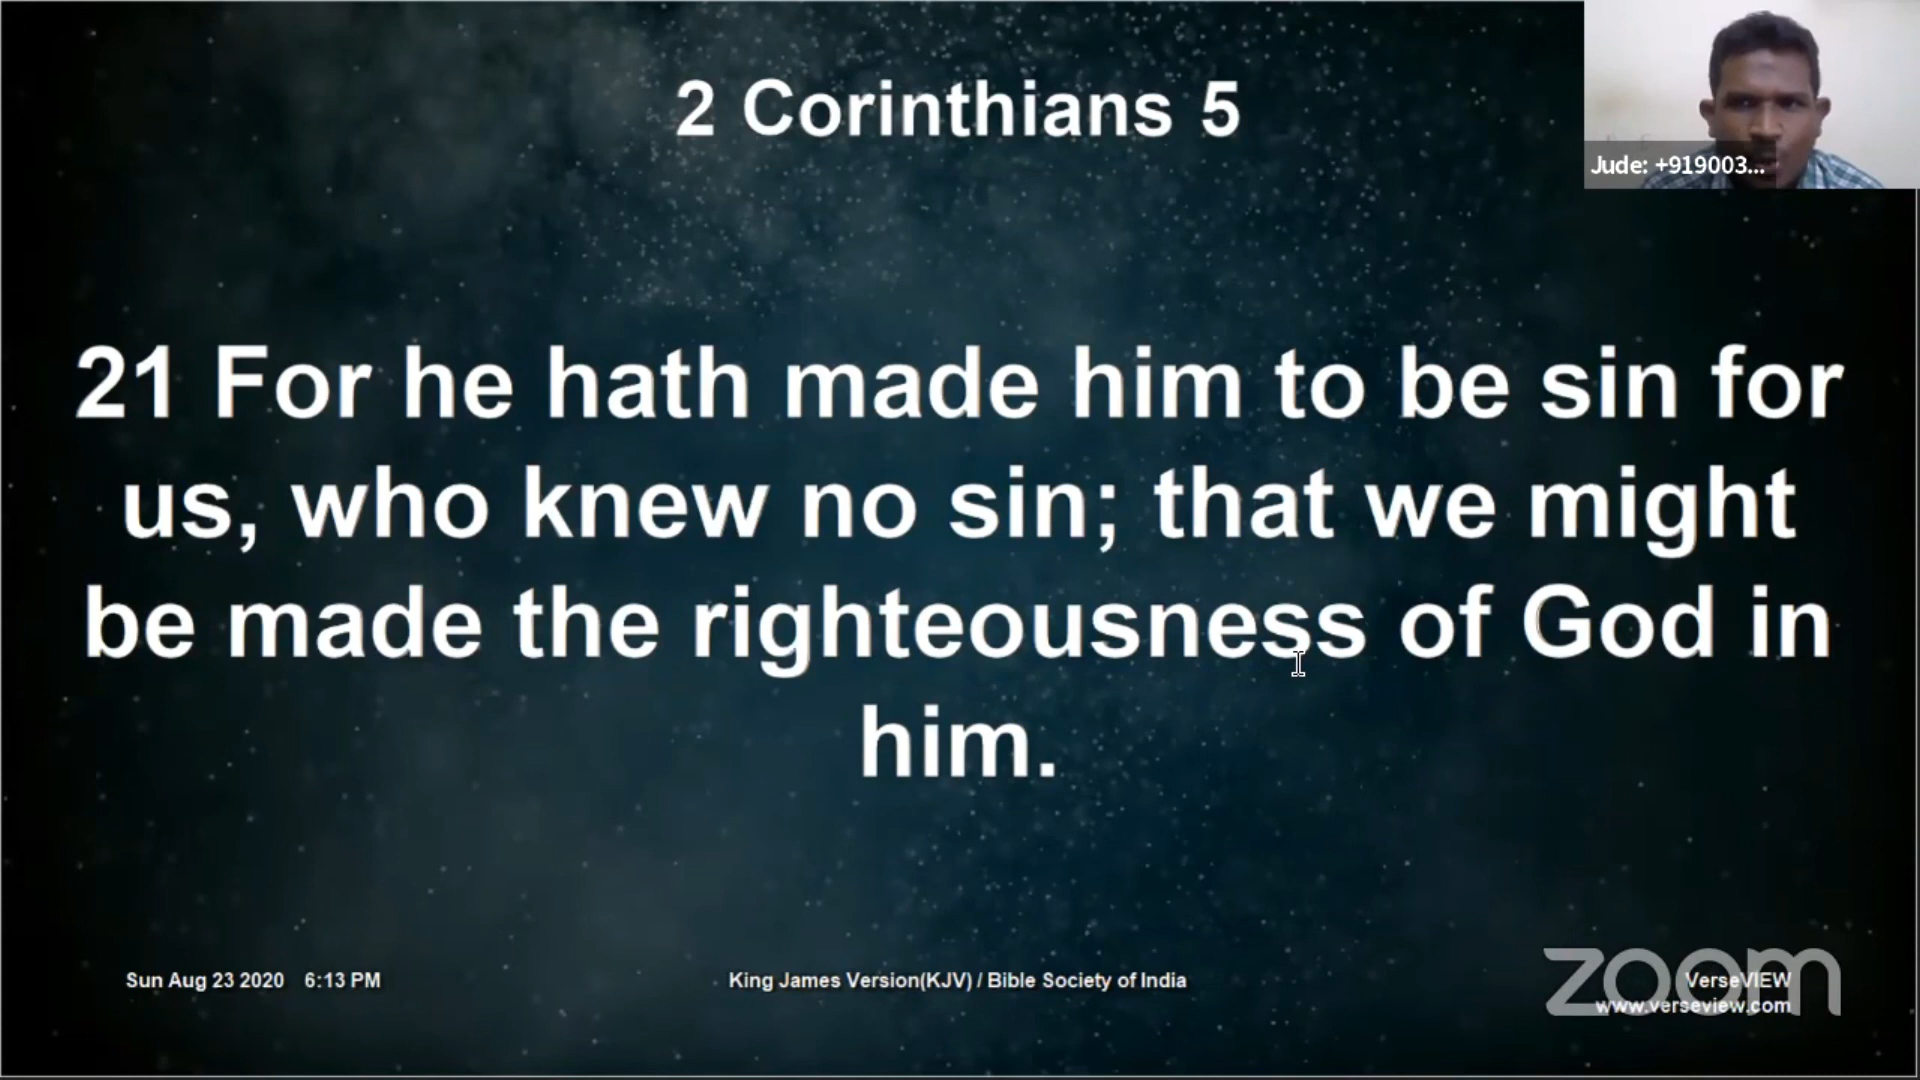 2 Corinthians 5
Jude: +919003...
21 For he hath made him to be sin for
us, who knew no sin; that we might
be made the righteousness of God in
him.
Sun Aug 23 2020 6:13 PM
King James Version(KJV) / Bible Society of India
zoom
VerseVIEW
www.verseview.com